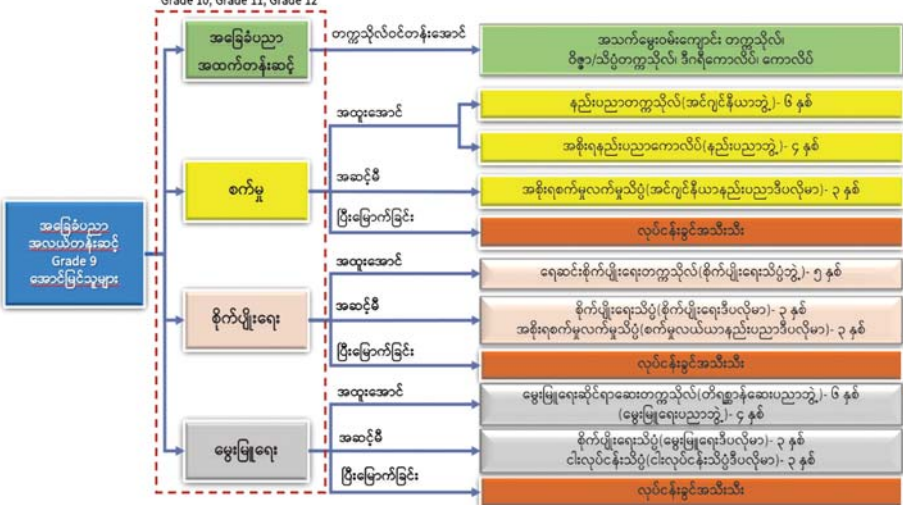 Grade 10, Grade 11, Grade 12
အခြေခံပညာ
အထက်တန်းဆင့်
တက္ကသိုလ်ဝင်တန်းအောင်
အသက်မွေးဝမ်းကျောင်း တက္ကသိုလ်၊
ဝိဇ္ဇာ/သိပ္ပံတက္ကသိုလ်၊ ဒီဂရီကောလိပ်၊ ကောလိပ်
အခြေခံပညာ
အလယ်တန်းဆင့်
Grade 9
အောင်မြင်သူများ
စက်မှု
အထူးအောင်
နည်းပညာတက္ကသိုလ်(အင်ဂျင်နီယာဘွဲ့)- ၆ နှစ်
အစိုးရနည်းပညာကောလိပ်(နည်းပညာဘွဲ့)- ၄ နှစ်
အဆင့်မီ
အစိုးရစက်မှုလက်မှုသိပ္ပံ(အင်ဂျင်နီယာနည်းပညာဒီပလိုမာ)- ၃ နှစ်
ပြီးမြောက်ခြင်း
လုပ်ငန်းခွင်အသီးသီး
စိုက်ပျိုးရေး
အထူးအောင်
ရေဆင်းစိုက်ပျိုးရေးတက္ကသိုလ်(စိုက်ပျိုးရေးသိပ္ပံဘွဲ့)- ၅ နှစ်
အဆင့်မီ
စိုက်ပျိုးရေးသိပ္ပံ(စိုက်ပျိုးရေးဒီပလိုမာ)- ၃ နှစ်
အစိုးရစက်မှုလက်မှုသိပ္ပံ(စက်မှုလယ်ယာနည်းပညာဒီပလိုမာ)- ၃ နှစ်
ပြီးမြောက်ခြင်း
လုပ်ငန်းခွင်အသီးသီး
မွေးမြူရေး
အထူးအောင်
မွေးမြူရေးဆိုင်ရာဆေးတက္ကသိုလ်(တိရစ္ဆာန်ဆေးပညာဘွဲ့)- ၆ နှစ်
(မွေးမြူရေးပညာဘွဲ့)- ၄ နှစ်
အဆင့်မီ
စိုက်ပျိုးရေးသိပ္ပံ(မွေးမြူရေးဒီပလိုမာ)- ၃ နှစ်
ငါးလုပ်ငန်းသိပ္ပံ(ငါးလုပ်ငန်းသိပ္ပံဒီပလိုမာ)- ၃ နှစ်
ပြီးမြောက်ခြင်း
လုပ်ငန်းခွင်အသီးသီး